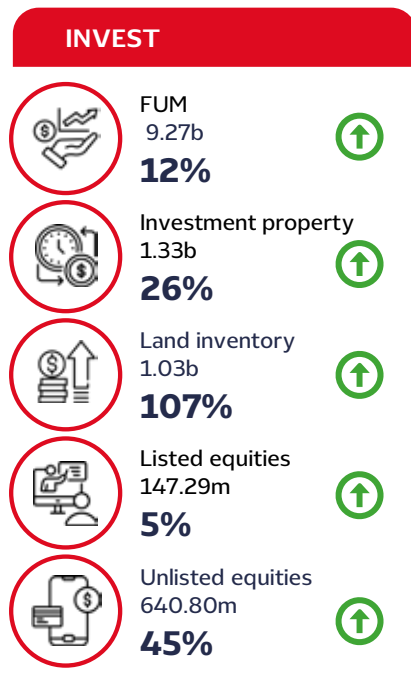 INVEST
FUM
9.27b
12%
Investment property
1.33b
26%
Land inventory
1.03b
107%
Listed equities
147.29m
5%
Unlisted equities
640.80m
45%